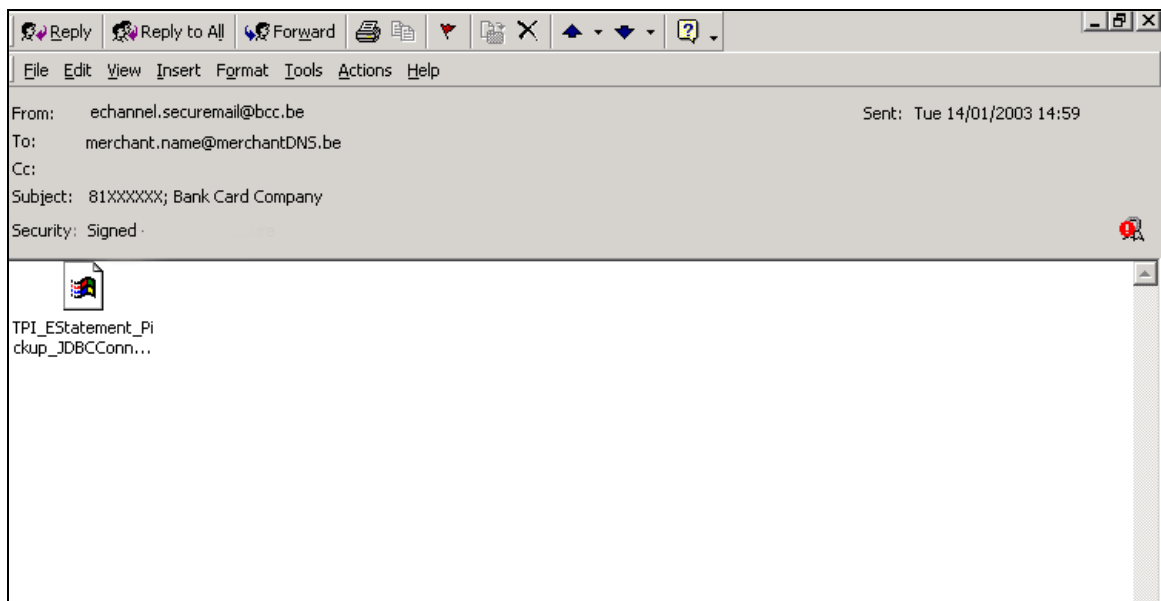 Reply Reply to All Forward
File Edit View Insert Format Tools Actions Help
From: echannel.securemail@bcc.be Sent: Tue 14/01/2003 14:59
To: merchant.name@merchantDNS.be
Cc:
Subject: 81XXXXXX; Bank Card Company
Security: Signed -
TPI_EStatement_Pi
ckup_JDBCConn...